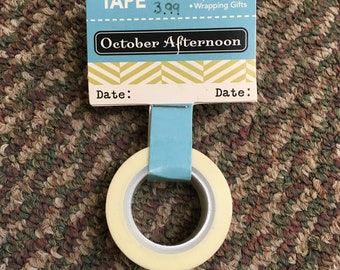 TAPE
3.99
• Wrapping Gifts
October Afternoon
Date: Date: